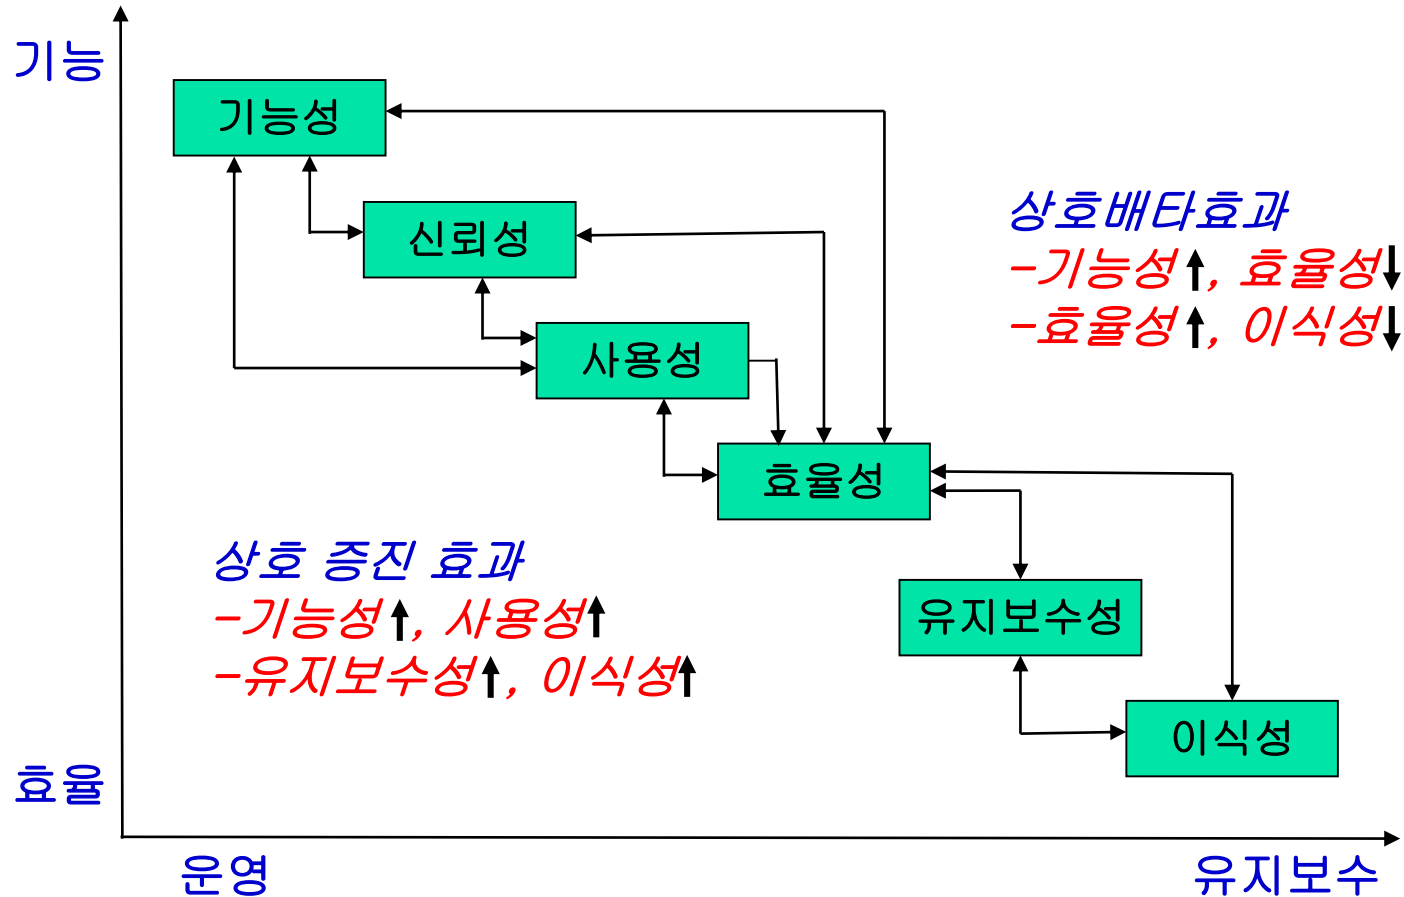 기능
기능성
상호배타효과
신뢰성
-기능성, 효율성
-효율성, 이식성
사용성
효율성
상호 증진 효과
-기능성, 사용성
유지보수성
-유지보수성, 이식성
이식성
효율
운영
유지보수